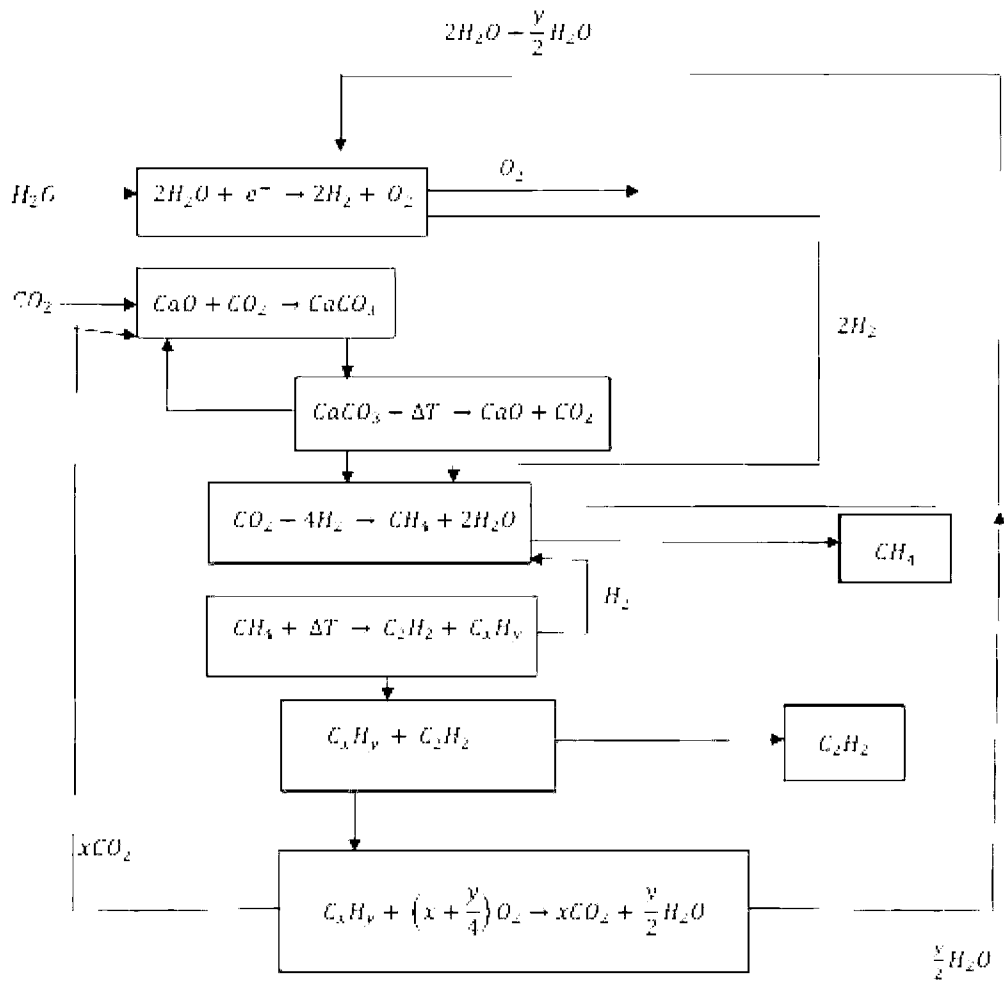 2H₂O − y/2 H₂O
O₂
H₂O
2H₂O + e⁻ → 2H₂ + O₂
CO₂
CaO + CO₂ → CaCO₃
2H₂
CaCO₃ − ΔT → CaO + CO₂
CO₂ − 4H₂ → CH₄ + 2H₂O
CH₄
H₂
CH₄ + ΔT → C₂H₂ + CₓHᵧ
CₓHᵧ + C₂H₂
C₂H₂
xCO₂
CₓHᵧ + (x + y/4)O₂ → xCO₂ + y/2 H₂O
y/2 H₂O